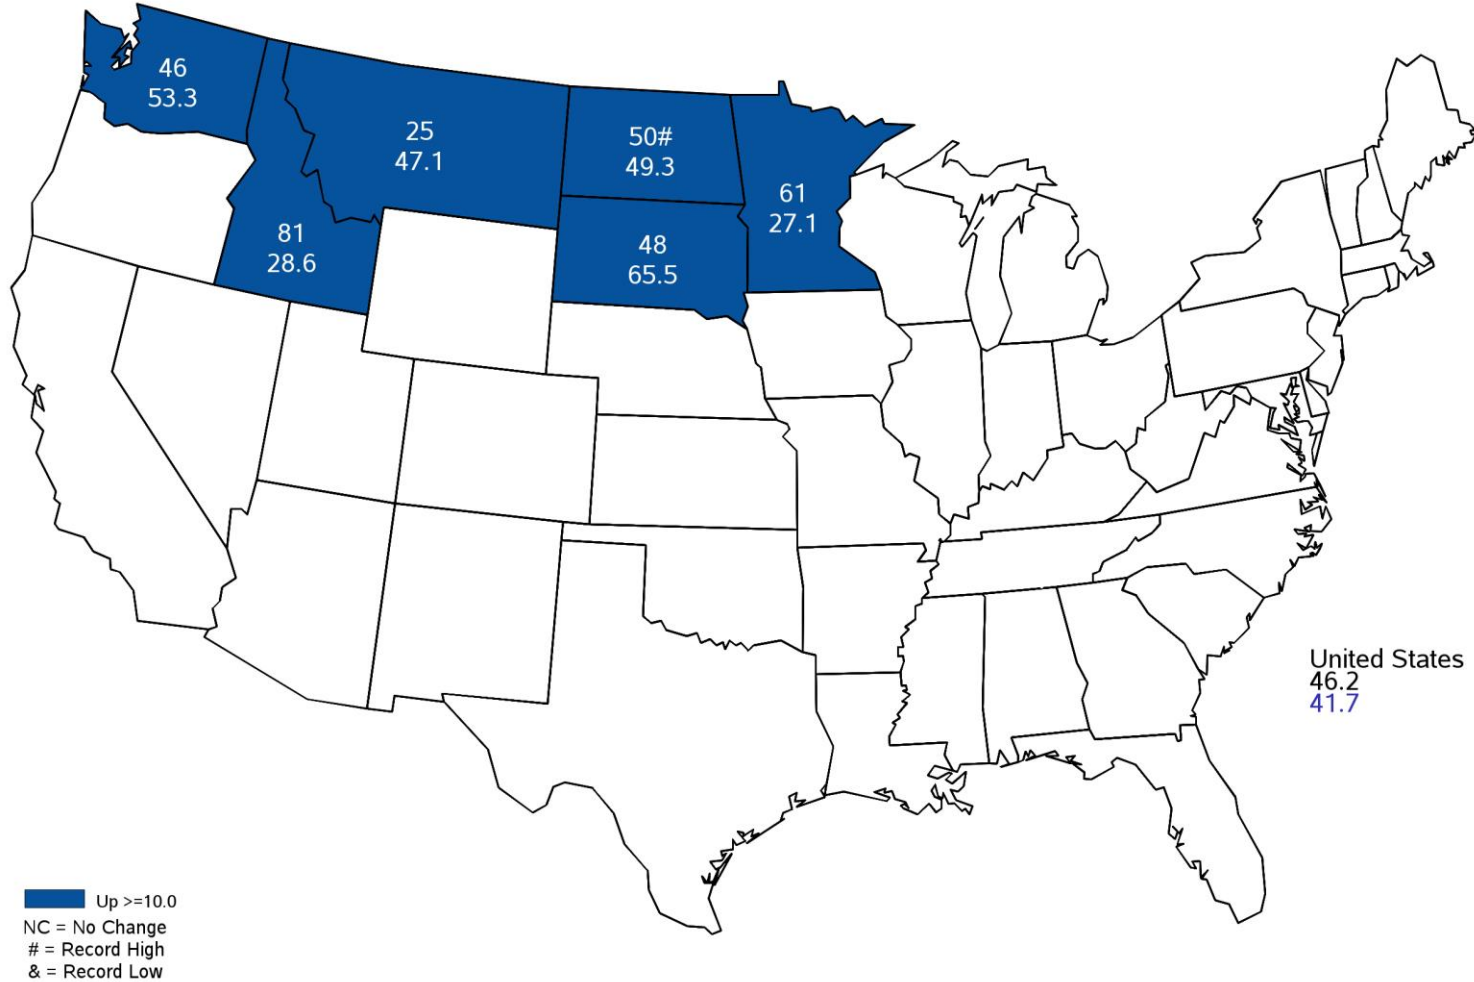 46
53.3
25
47.1
50#
49.3
61
27.1
81
28.6
48
65.5
United States
46.2
41.7
Up >=10.0
NC = No Change
# = Record High
& = Record Low